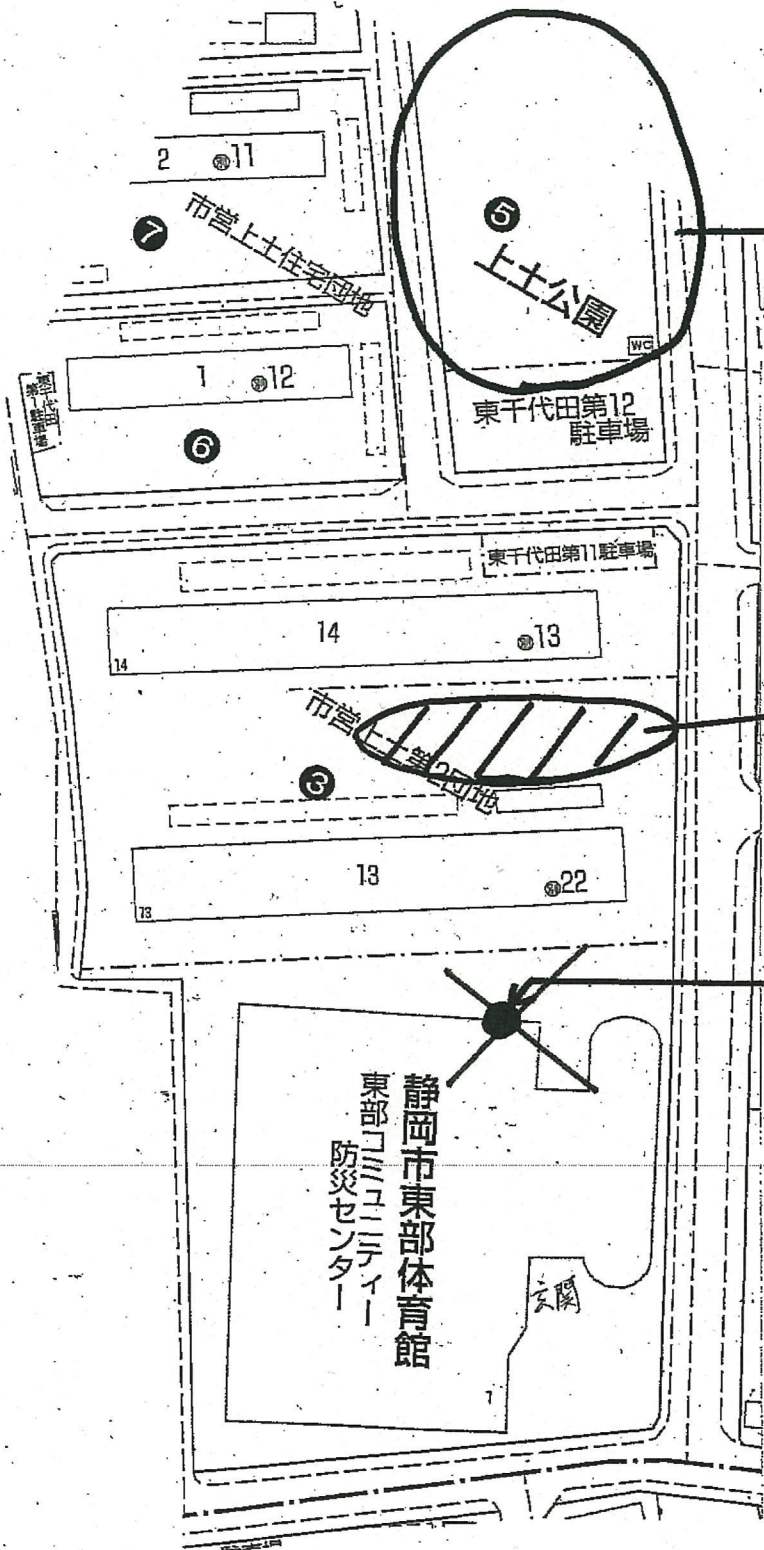 2 11
市営上土住宅団地
7
5
上土公園
WC
1 12
6
東千代田第12
駐車場
東千代田第11駐車場
14
13
14
市営上土第2団地
3
13
22
13
静岡市東部体育館
東部コミュニティー
防災センター
玄関
1